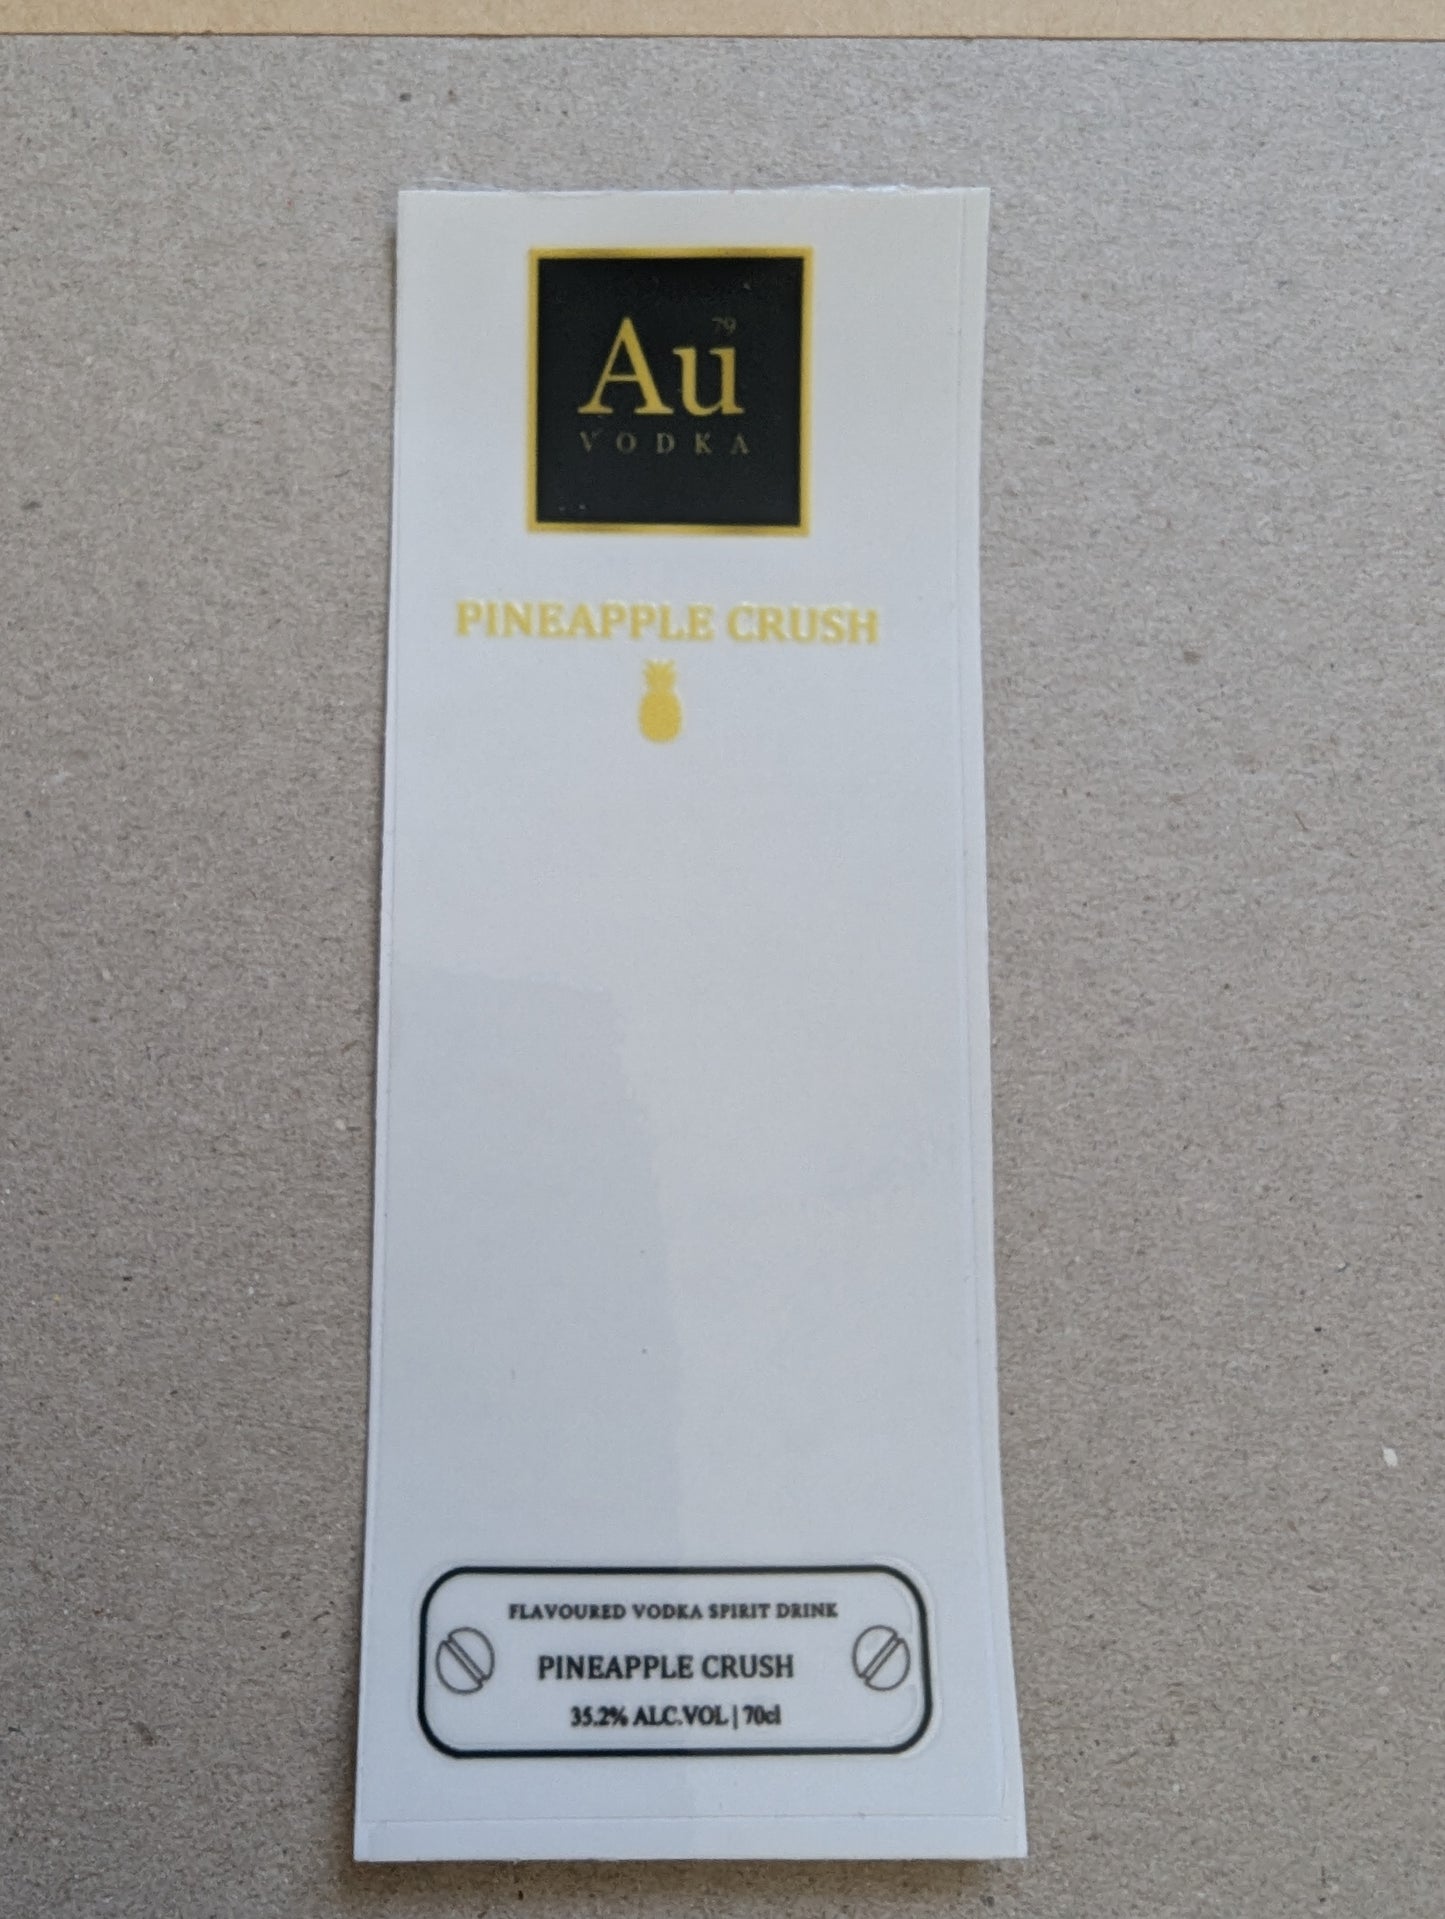 79
Au
VODKA
PINEAPPLE CRUSH
FLAVOURED VODKA SPIRIT DRINK
PINEAPPLE CRUSH
35.2% ALC.VOL | 70cl